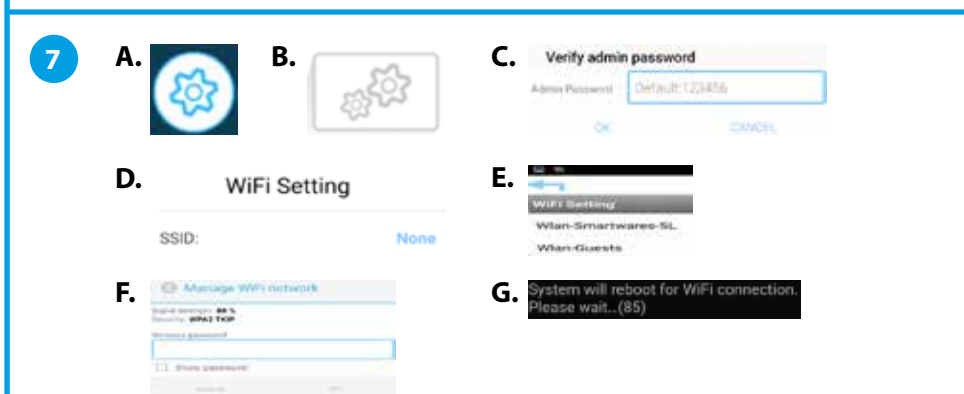 7
A.
B.
C.
Verify admin password
Admin Password
Default:123456
OK
CANCEL
D.
WiFi Setting
SSID:
None
E.
WiFi Setting
Wlan-Smartwares-SL
Wlan-Guests
F.
Manage WiFi network
Signal strength: 88 %
Security: WPA2 TKIP
password
Show password
G.
System will reboot for WiFi connection.
Please wait..(85)